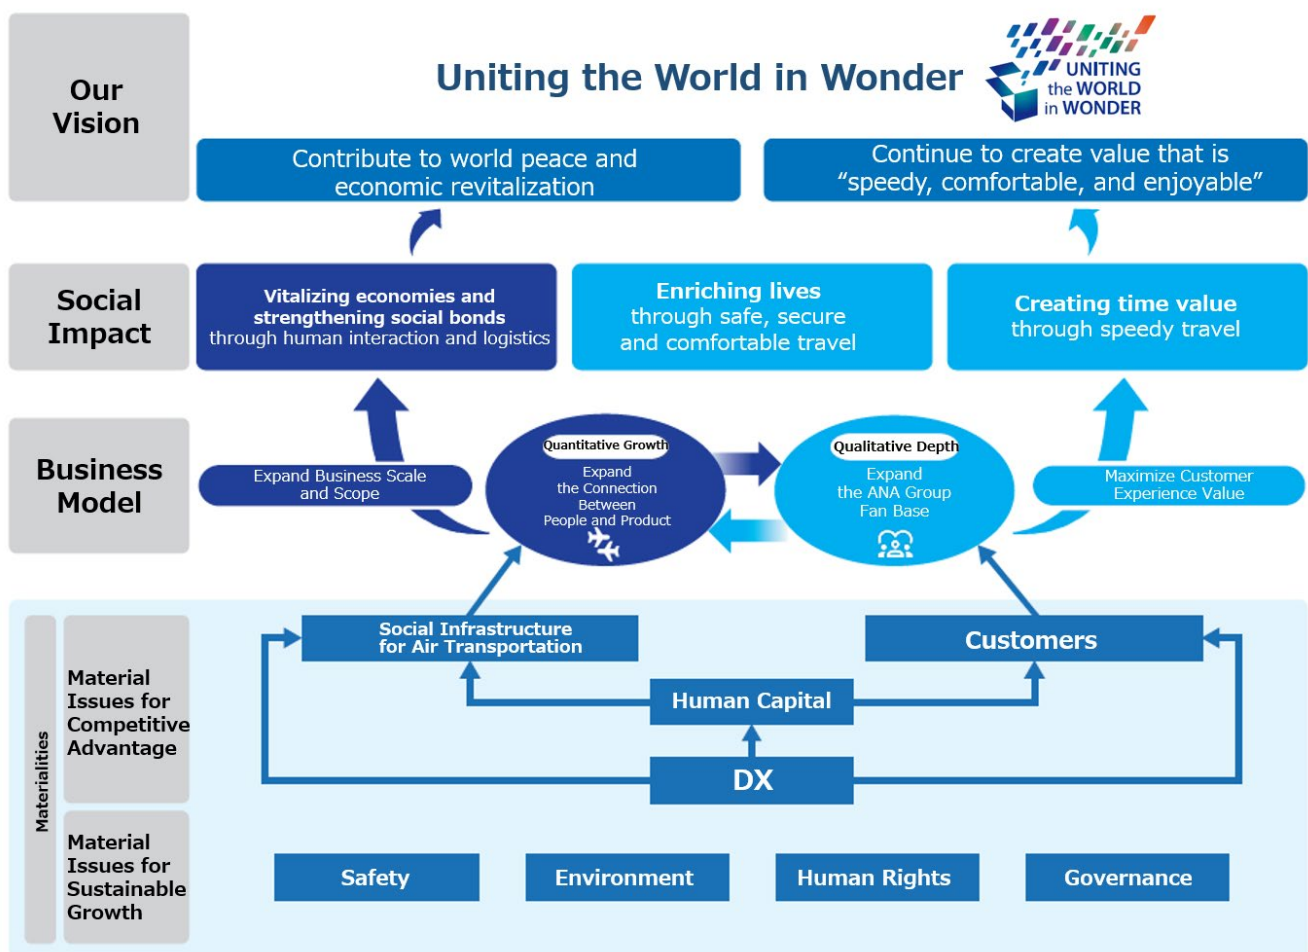 Our
Vision
Uniting the World in Wonder
UNITING
the WORLD
in WONDER
Contribute to world peace and
economic revitalization
Continue to create value that is
“speedy, comfortable, and enjoyable”
Social
Impact
Vitalizing economies and
strengthening social bonds
through human interaction and logistics
Enriching lives
through safe, secure
and comfortable travel
Creating time value
through speedy travel
Business
Model
Expand Business Scale
and Scope
Quantitative Growth
Expand
the Connection
Between
People and Product
Qualitative Depth
Expand
the ANA Group
Fan Base
Maximize Customer
Experience Value
Materialities
Material
Issues for
Competitive
Advantage
Social Infrastructure
for Air Transportation
Customers
Human Capital
DX
Material
Issues for
Sustainable
Growth
Safety
Environment
Human Rights
Governance